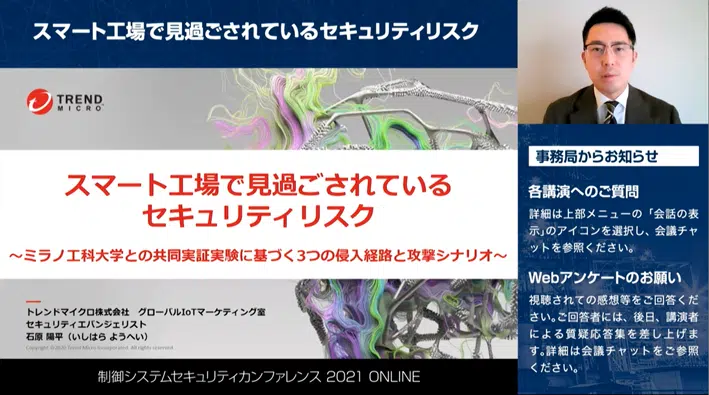 スマート工場で見過ごされているセキュリティリスク
TREND
MICRO
スマート工場で見過ごされている
セキュリティリスク
～ミラノ工科大学との共同実証実験に基づく3つの侵入経路と攻撃シナリオ～
トレンドマイクロ株式会社 グローバルIoTマーケティング室
セキュリティエバンジェリスト
石原 陽平（いしはら ようへい）
Copyright © 2020 Trend Micro Incorporated. All rights reserved.
制御システムセキュリティカンファレンス 2021 ONLINE
事務局からお知らせ
各講演へのご質問
詳細は上部メニューの「会話の表
示」のアイコンを選択し、会議チャ
ットを参照ください。
Webアンケートのお願い
視聴されての感想等をご回答くだ
さい。ご回答者には、後日、講演者
による質疑応答集を差し上げま
す。詳細は会議チャットをご参照
ください。